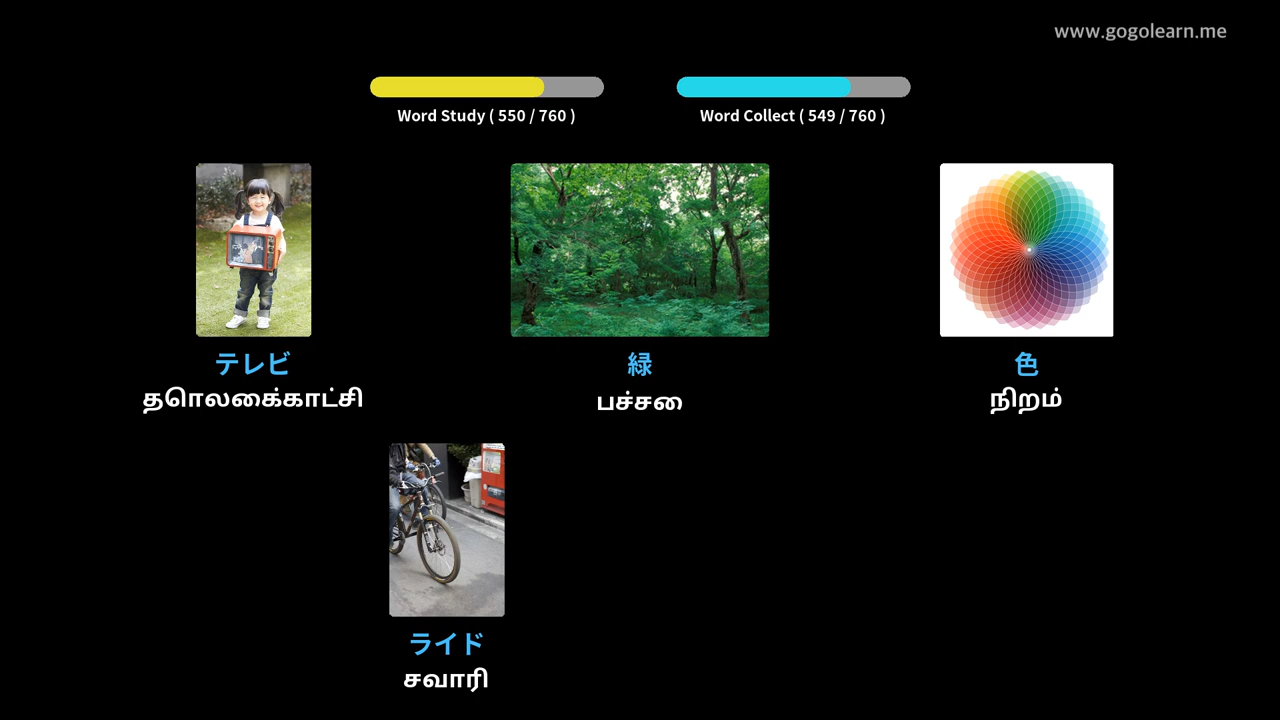 www.gogolearn.me
Word Study ( 550 / 760 )
Word Collect ( 549 / 760 )
テレビ
தொலைக்காட்சி
緑
பச்சை
色
நிறம்
ライド
சவாரி